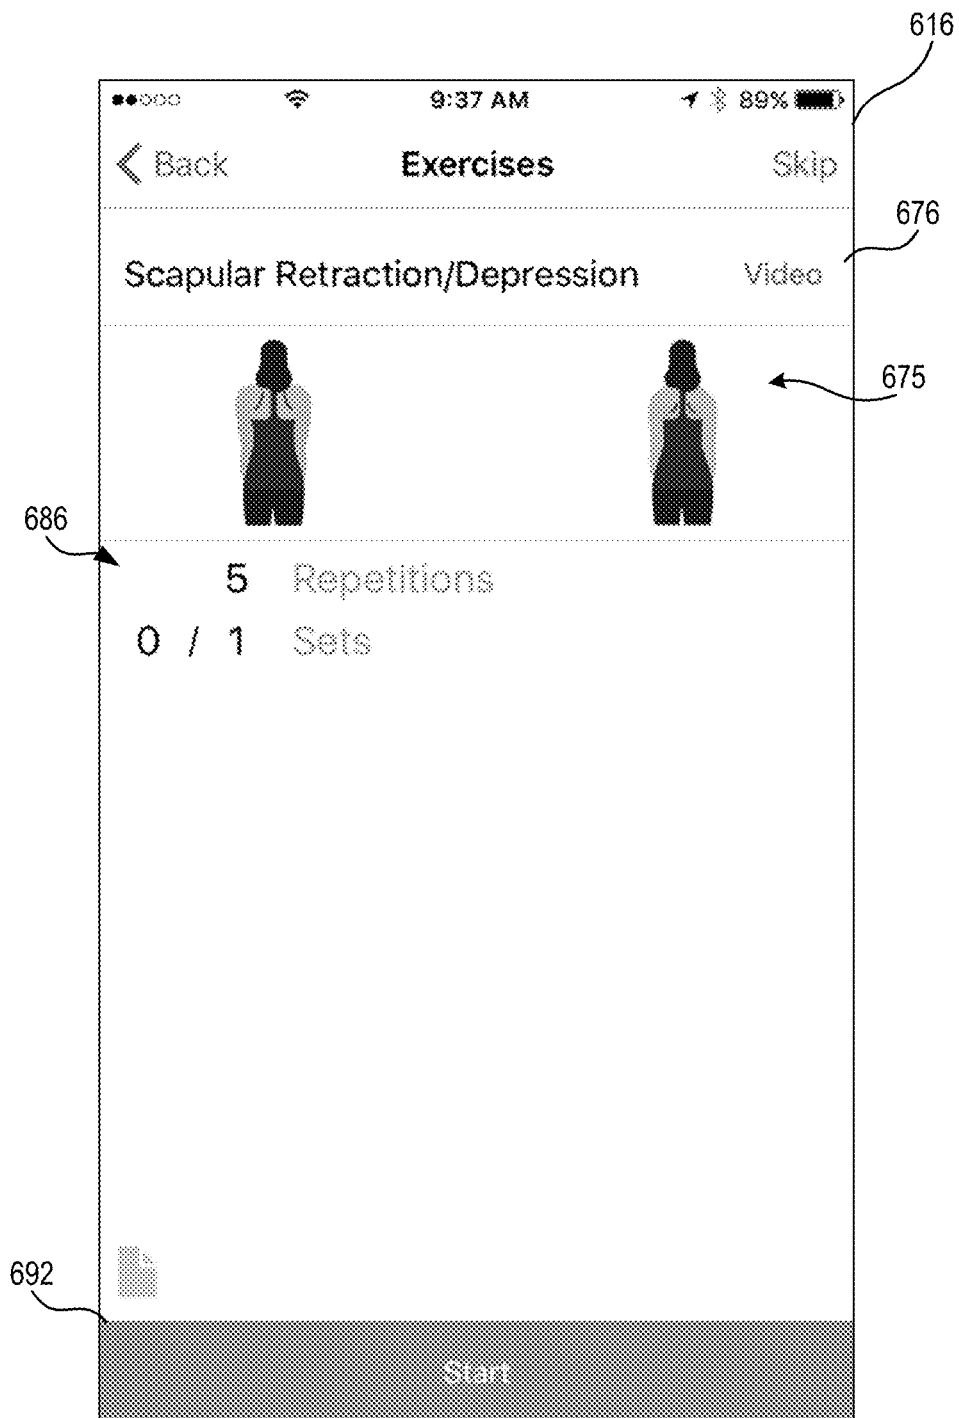 616
9:37 AM 89%
Back Exercises Skip
676
Scapular Retraction/Depression Video
675
686
5 Repetitions
0 / 1 Sets
692
Start